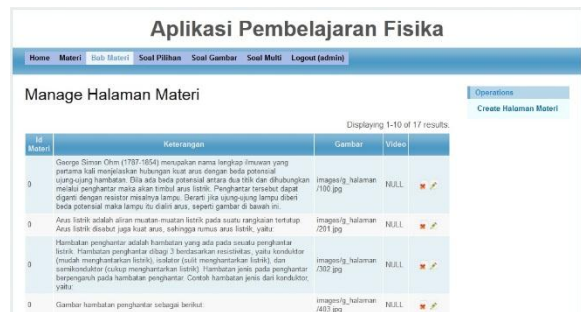 Aplikasi Pembelajaran Fisika
Home Materi Bab Materi Soal Pilihan Soal Gambar Soal Multi Logout (admin)
Manage Halaman Materi
Operations
Create Halaman Materi
Displaying 1-10 of 17 results.
Id Materi Keterangan Gambar Video
George Simon Ohm (1787-1854) merupakan nama lengkap ilmuwan yang
pertama kali menjelaskan hubungan kuat arus dengan beda potensial
ujung-ujung hambatan. Bila ada beda potensial antara dua titik dan dihubungkan
melalui penghantar maka akan timbul arus listrik. Penghantar tersebut dapat
diganti dengan resistor misalnya lampu. Berarti jika ujung-ujung lampu diberi
beda potensial maka lampu itu dialiri arus, seperti gambar di bawah ini.
0 images/g_halaman/100.jpg NULL
Arus listrik adalah aliran muatan-muatan listrik pada suatu rangkaian tertutup.
Arus listrik disebut juga kuat arus, sehingga rumus arus listrik, yaitu:
0 images/g_halaman/201.jpg NULL
Hambatan penghantar adalah hambatan yang ada pada sesuatu penghantar
listrik. Hambatan penghantar dibagi 3 berdasarkan resistivitas, yaitu konduktor
(mudah menghantarkan listrik), isolator (sulit menghantarkan listrik), dan
semikonduktor (cukup menghantarkan listrik). Hambatan jenis pada penghantar
berpengaruh pada hambatan penghantar. Contoh hambatan jenis dari konduktor,
yaitu:
0 images/g_halaman/302.jpg NULL
0 Gambar hambatan penghantar sebagai berikut: images/g_halaman/403.jpg NULL